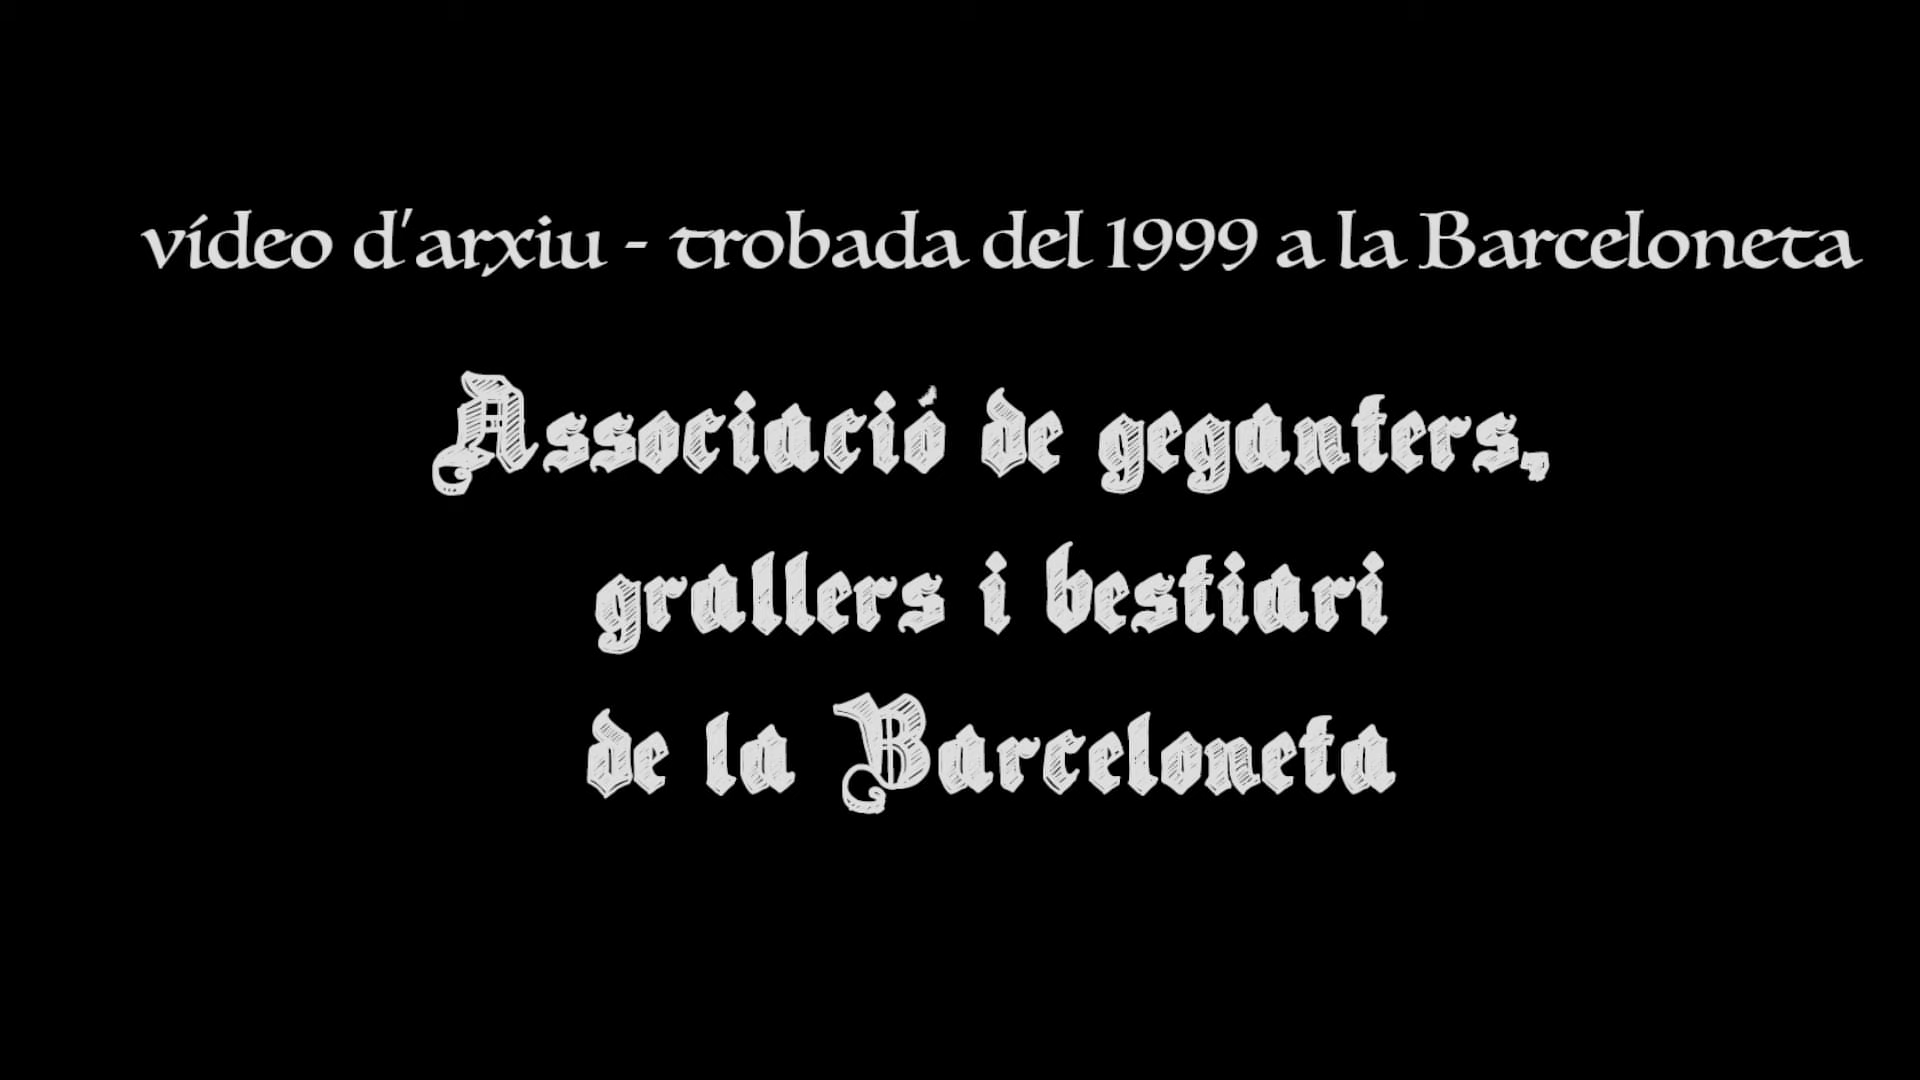 vídeo d'arxiu - trobada del 1999 a la Barceloneta
Associació de geganters,
grallers i bestiari
de la Barceloneta